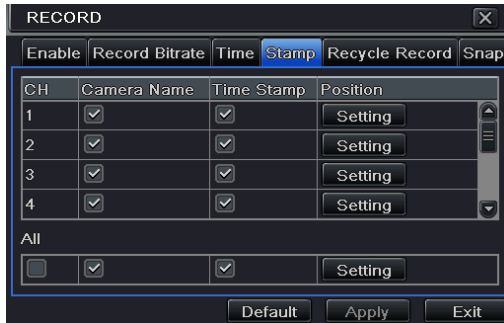 RECORD
Enable Record Bitrate Time Stamp Recycle Record Snap
CH Camera Name Time Stamp Position
1 Setting
2 Setting
3 Setting
4 Setting
All
Setting
Default Apply Exit